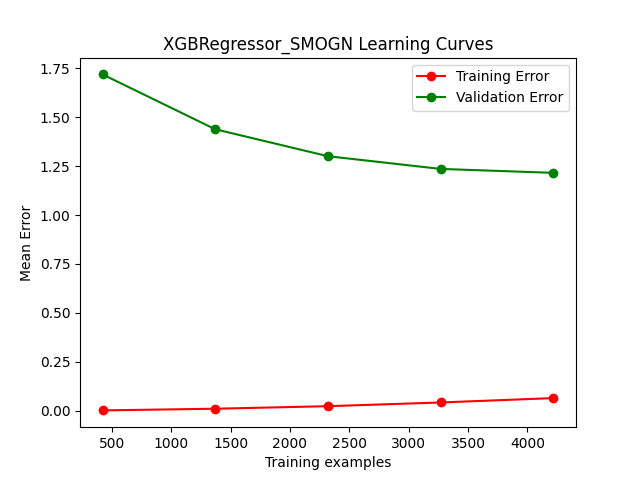 XGBRegressor_SMOGN Learning Curves
Training Error
Validation Error
1.75
1.50
1.25
1.00
0.75
0.50
0.25
0.00
Mean Error
500 1000 1500 2000 2500 3000 3500 4000
Training examples